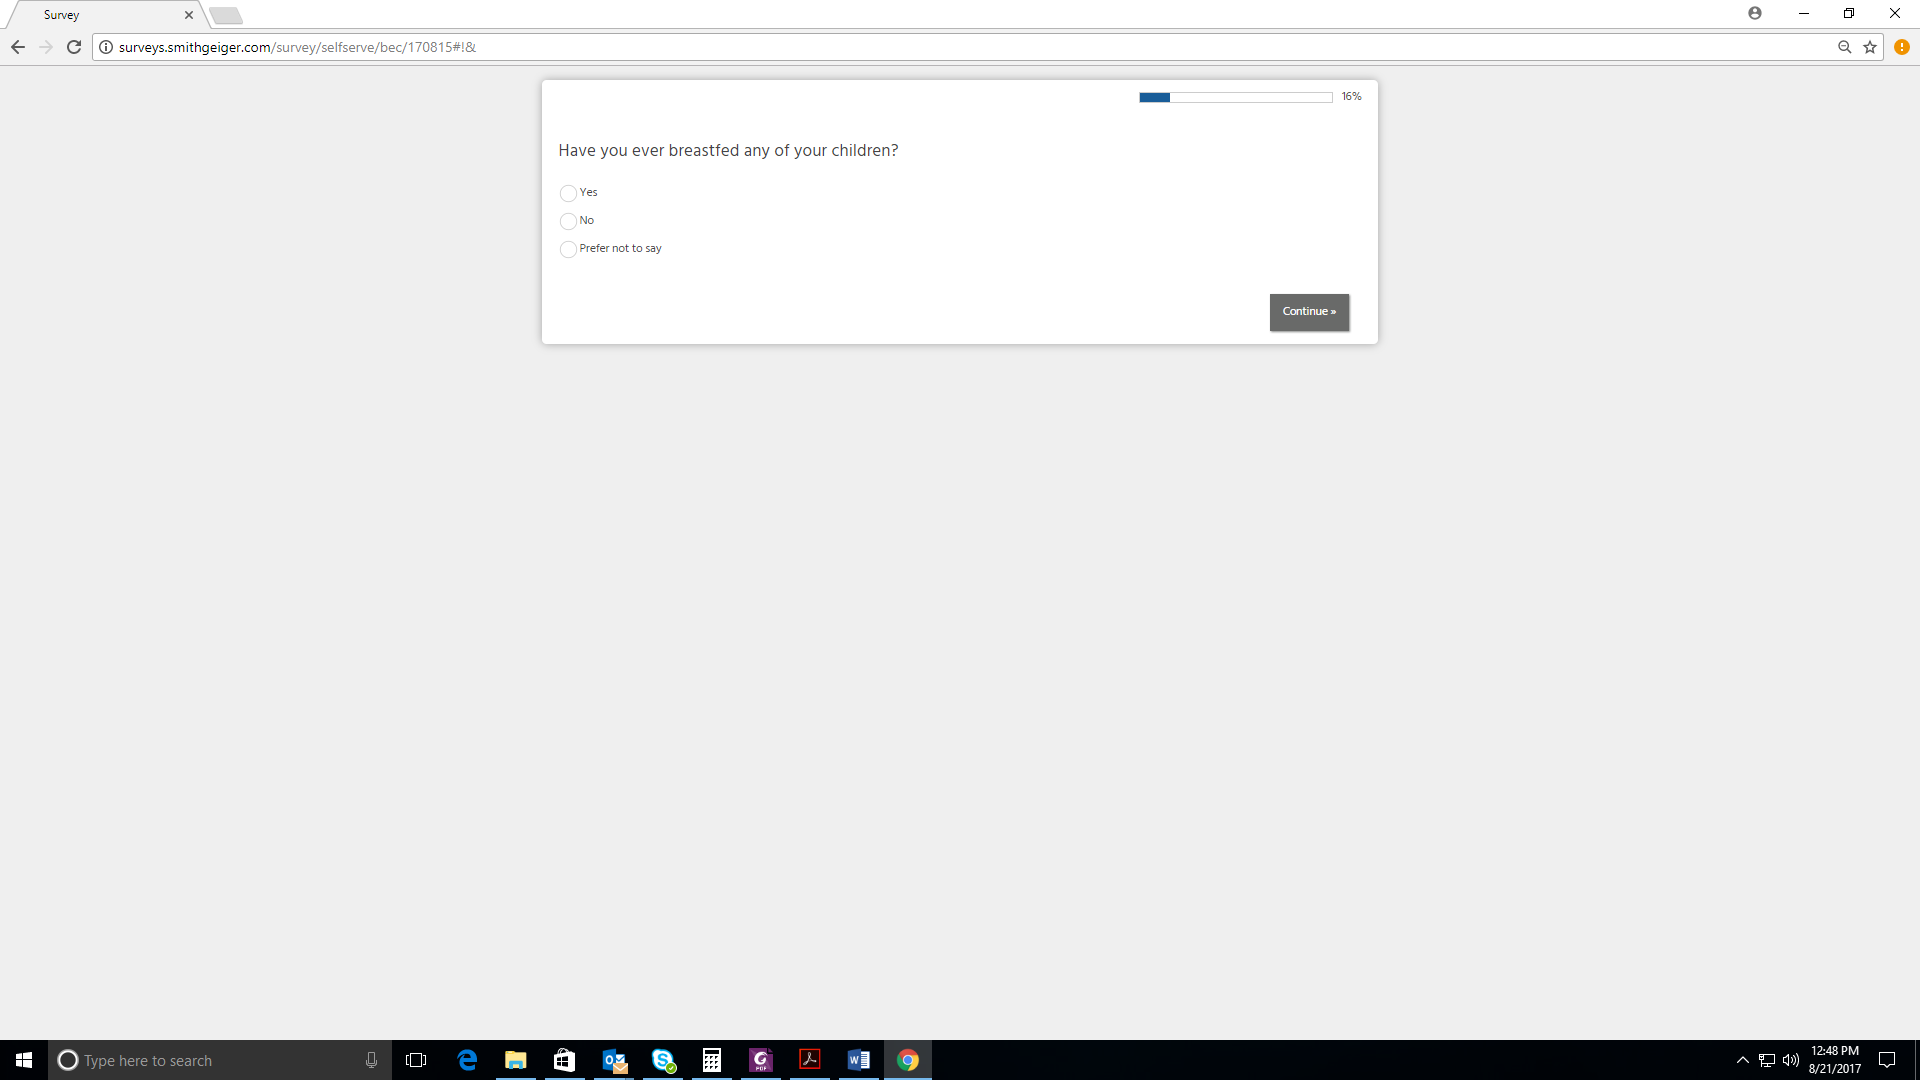 Survey
surveys.smithgeiger.com/survey/selfserve/bec/170815#!&
16%
Have you ever breastfed any of your children?
Yes
No
Prefer not to say
Continue »
Type here to search
12:48 PM
8/21/2017